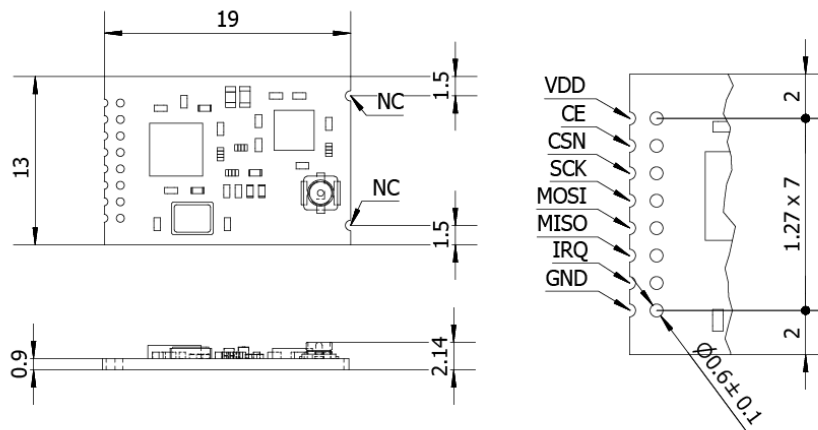 19
1.5
NC
13
NC
1.5
0.9
2.14
VDD
CE
CSN
SCK
MOSI
MISO
IRQ
GND
2
1.27 x 7
2
Ø0.6± 0.1